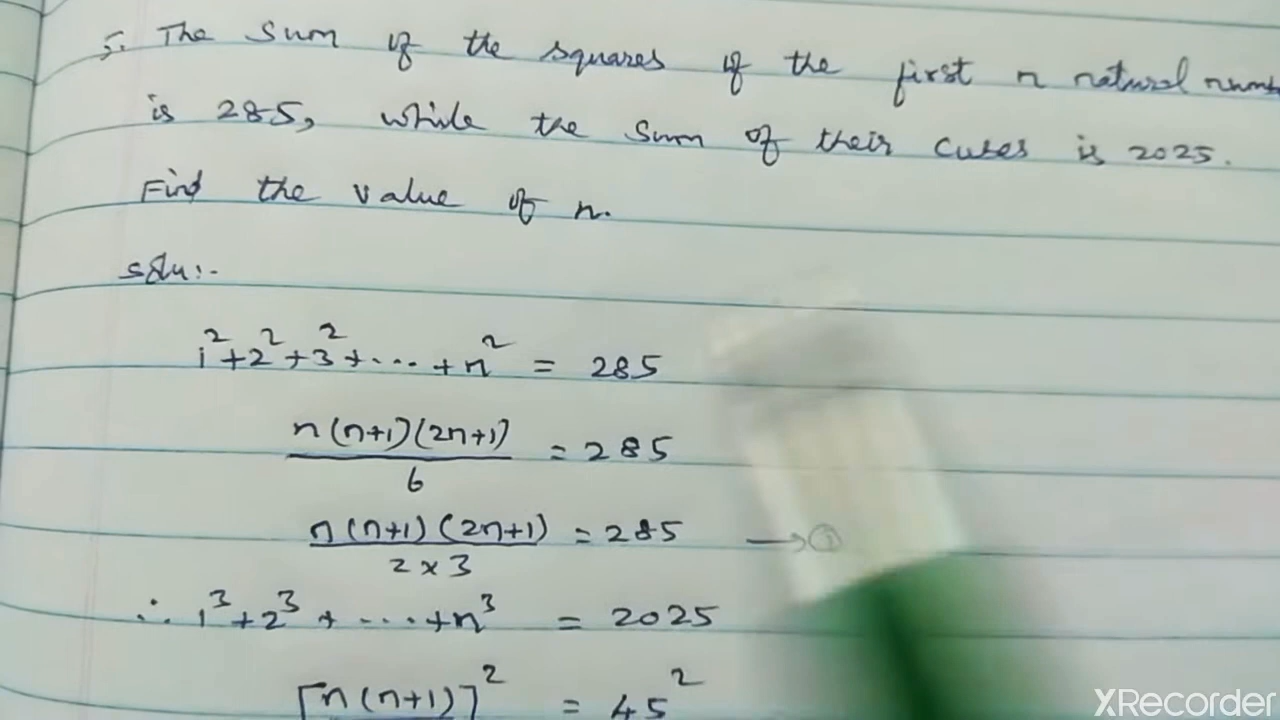 5. The sum of the squares of the first n natural
is 285, while the sum of their cubes is 2025.
Find the value of n.
Soln:-
1²+2²+3²+...+n² = 285
n(n+1)(2n+1)/6 = 285
n(n+1)(2n+1)/2×3 = 285 → ①
∴ 1³+2³+...+n³ = 2025
[n(n+1)]² = 45²
XRecorder